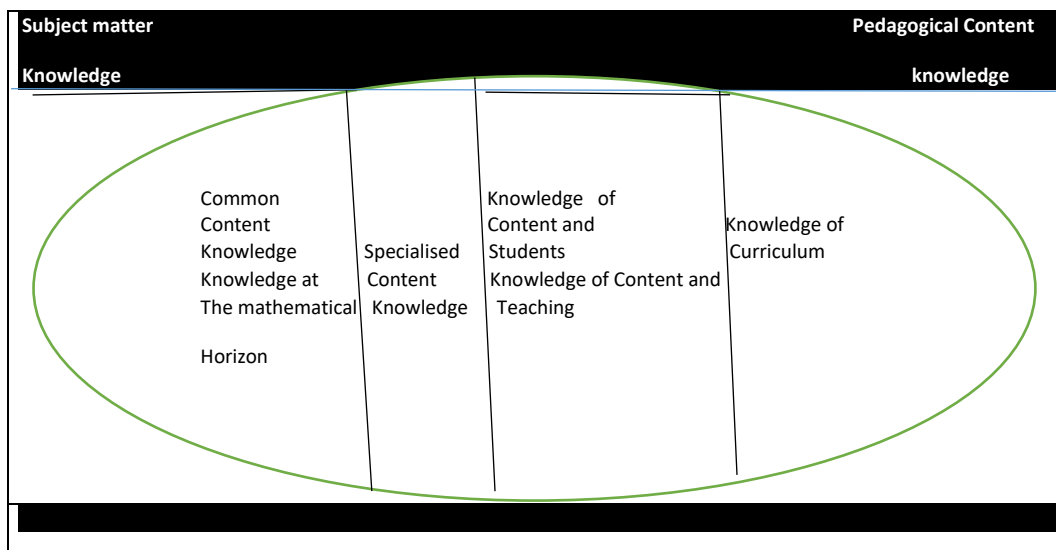 Subject matter Pedagogical Content
Knowledge knowledge
Common
Content
Knowledge
Knowledge at
The mathematical
Horizon
Specialised
Content
Knowledge
Knowledge of
Content and
Students
Knowledge of Content and
Teaching
Knowledge of
Curriculum